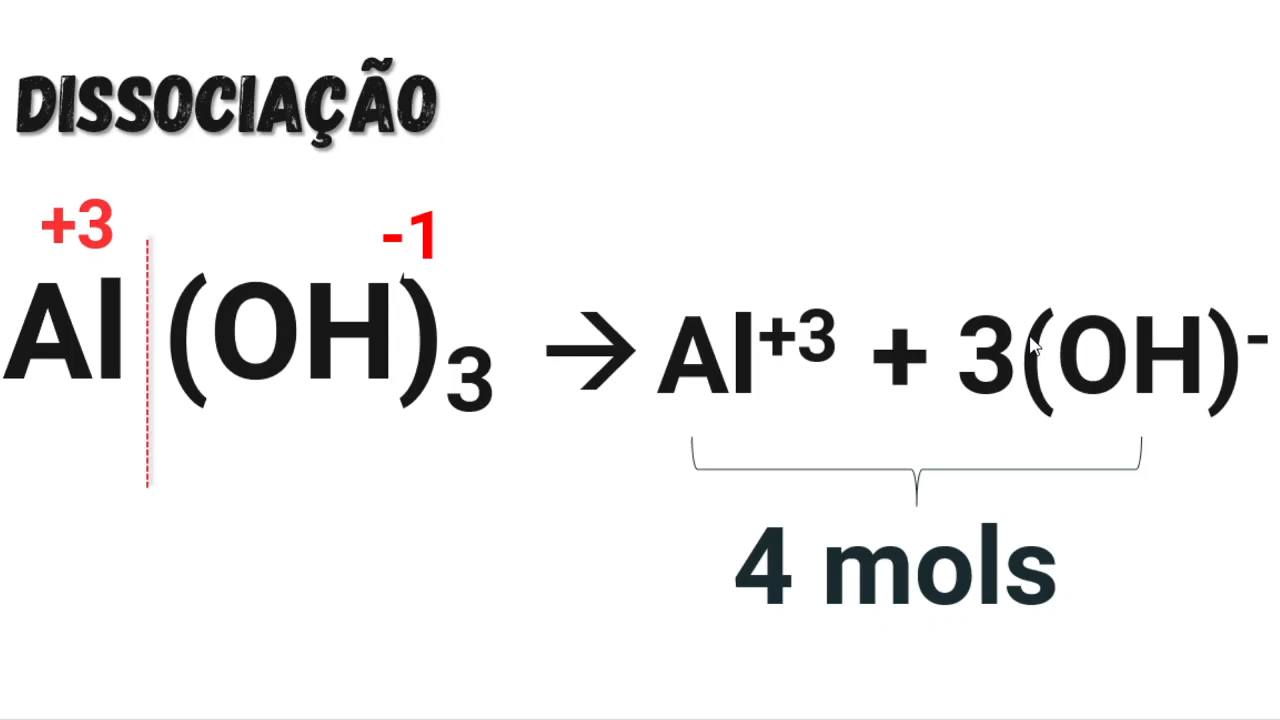 DISSOCIAÇÃO
+3 -1
Al (OH)₃ → Al⁺³ + 3(OH)⁻
4 mols